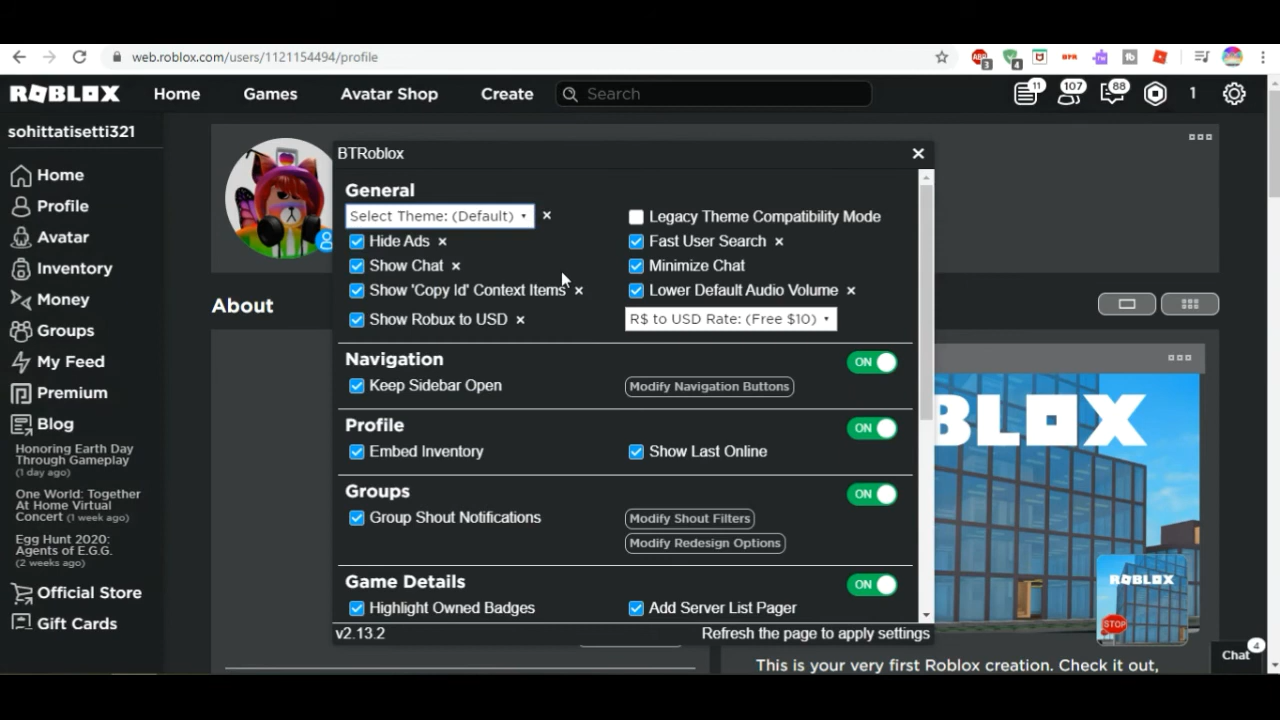 web.roblox.com/users/1121154494/profile
3
4
ROBLOX
Home
Games
Avatar Shop
Create
Search
11
107
88
1
sohittatisetti321
Home
Profile
Avatar
Inventory
Money
Groups
My Feed
Premium
Blog
Honoring Earth Day
Through Gameplay
(1 day ago)
One World: Together
At Home Virtual
Concert (1 week ago)
Egg Hunt 2020:
Agents of E.G.G.
(2 weeks ago)
Official Store
Gift Cards
About
BTRoblox
General
Select Theme: (Default)
Legacy Theme Compatibility Mode
Hide Ads
Fast User Search
Show Chat
Minimize Chat
Show 'Copy Id' Context Items
Lower Default Audio Volume
Show Robux to USD
R$ to USD Rate: (Free $10)
Navigation
ON
Keep Sidebar Open
Modify Navigation Buttons
Profile
ON
Embed Inventory
Show Last Online
Groups
ON
Group Shout Notifications
Modify Shout Filters
Modify Redesign Options
Game Details
ON
Highlight Owned Badges
Add Server List Pager
v2.13.2
Refresh the page to apply settings
BLOX
ROBLOX
STOP
This is your very first Roblox creation. Check it out,
Chat
4